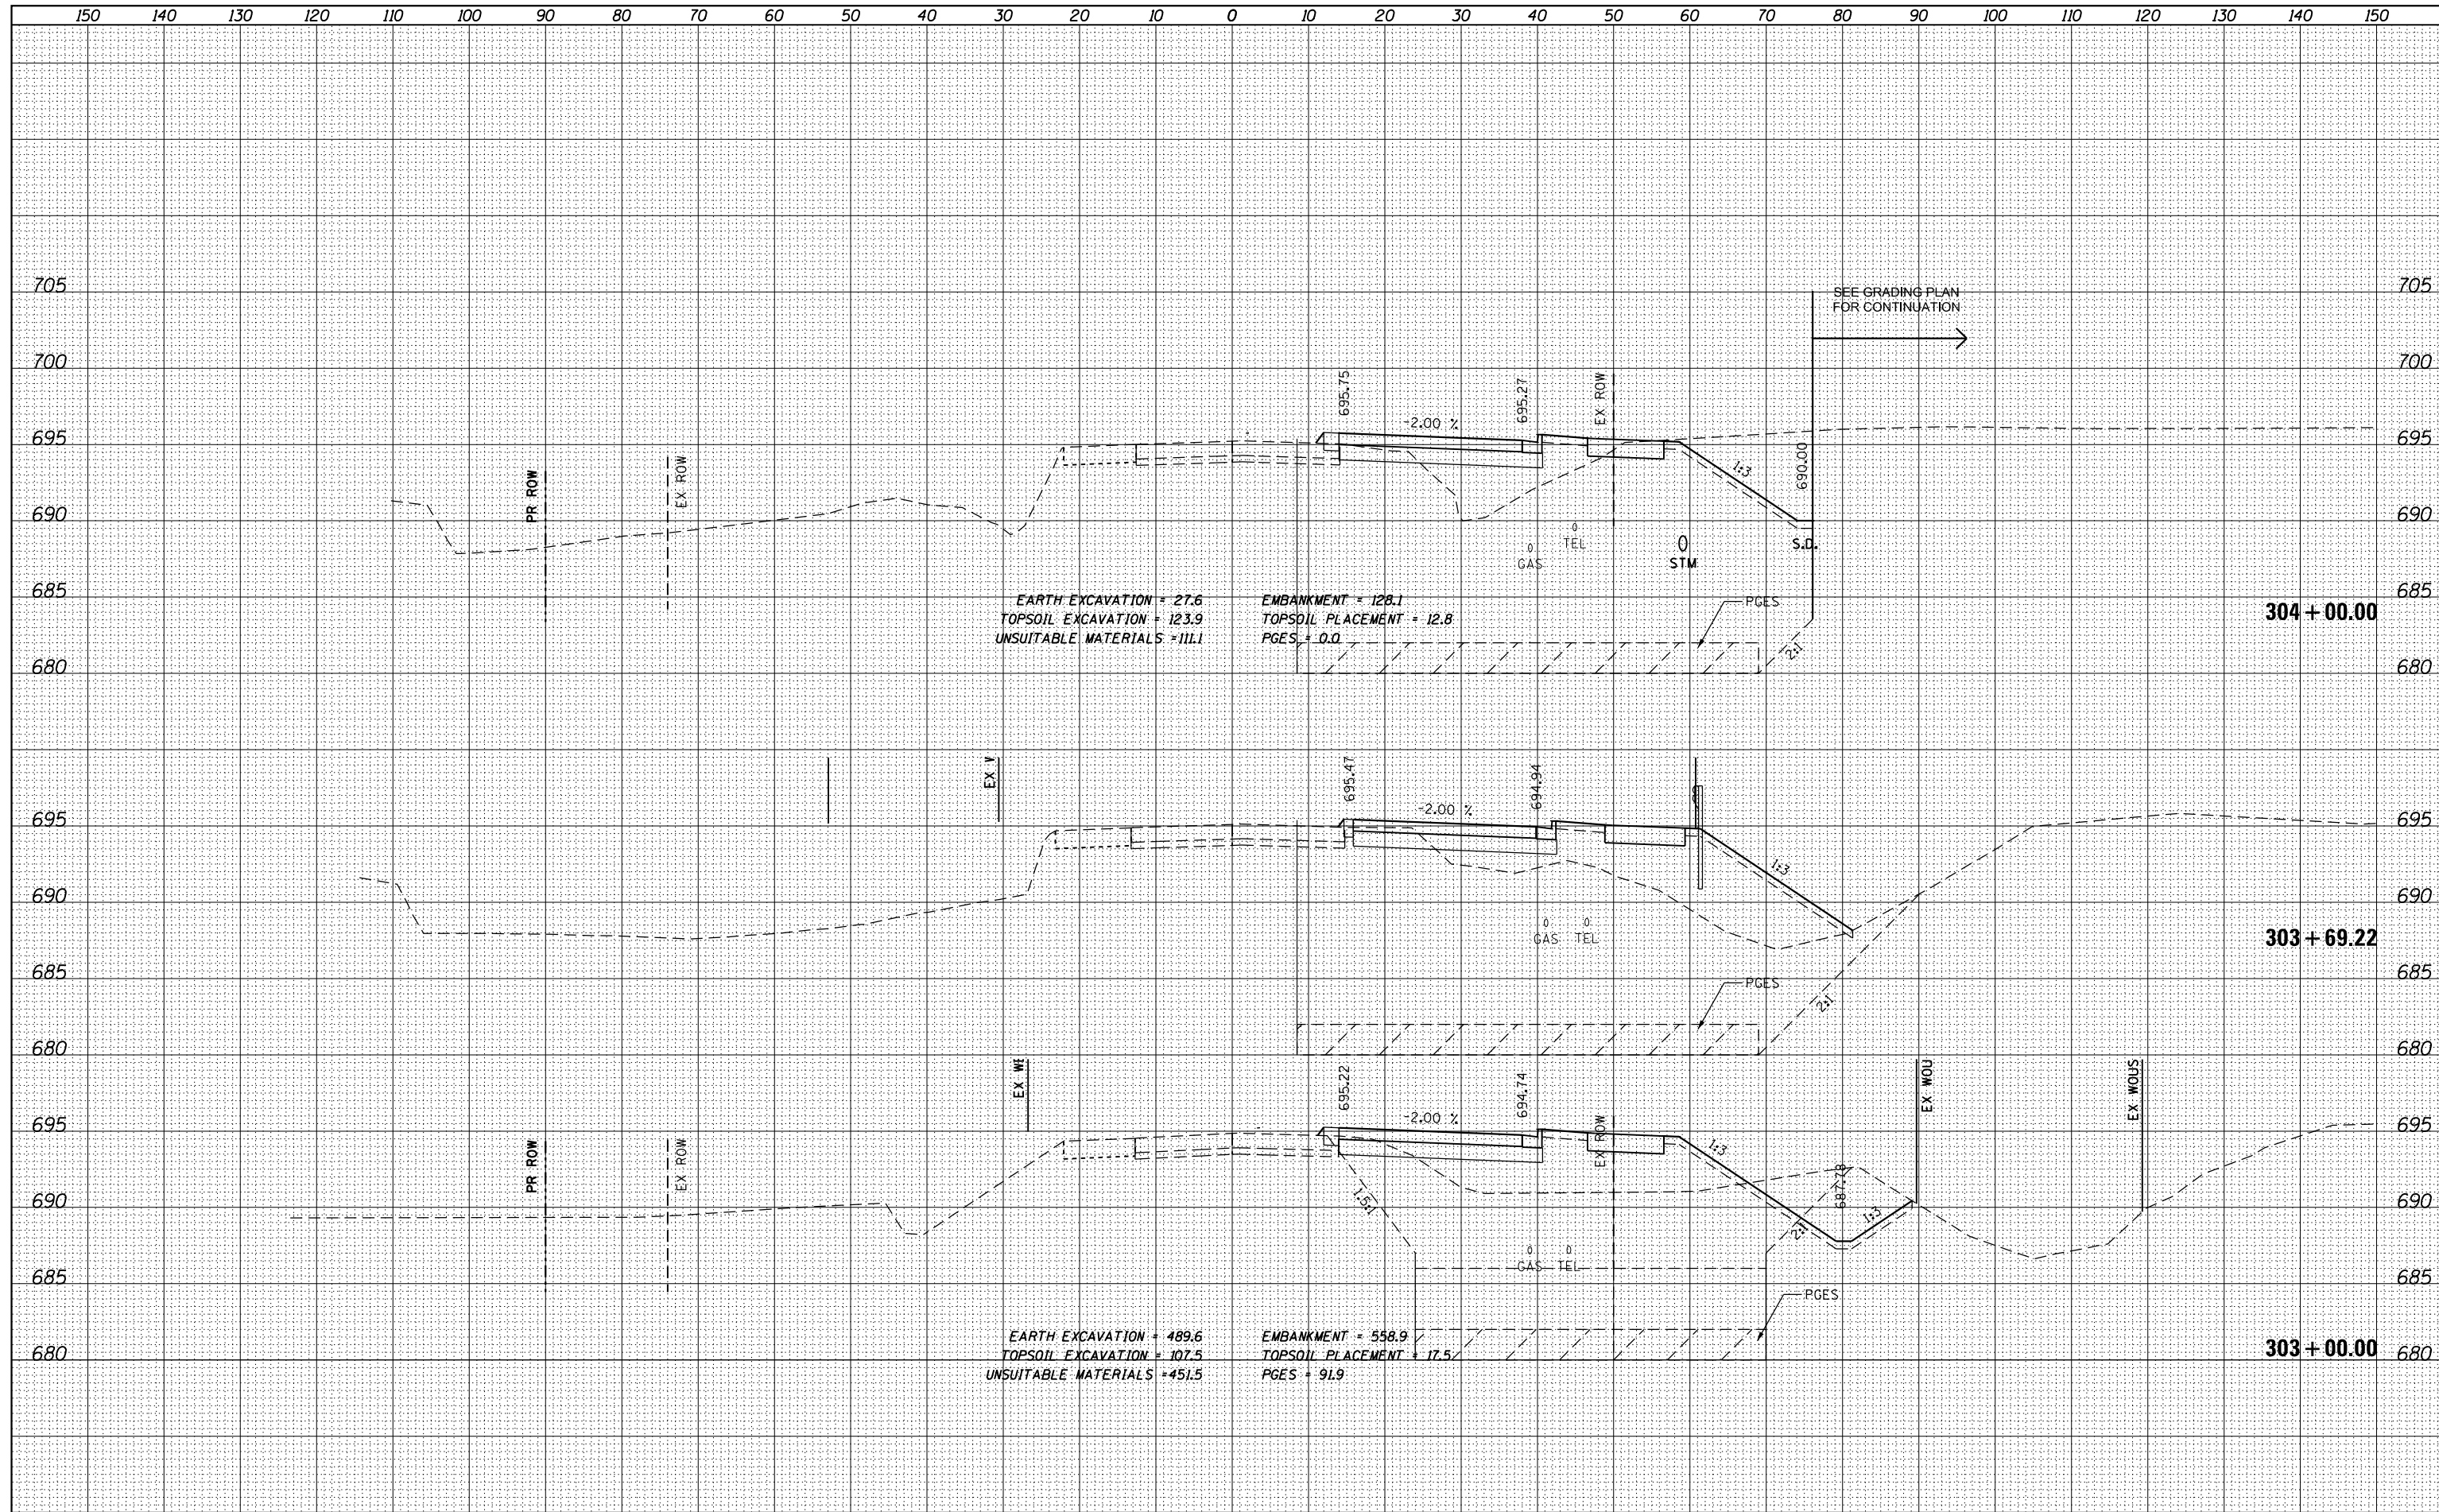 150 140 130 120 110 100 90 80 70 60 50 40 30 20 10 0 10 20 30 40 50 60 70 80 90 100 110 120 130 140 150
705 705
SEE GRADING PLAN
FOR CONTINUATION
700 700
695.75
695.27
EX ROW
-2.00 %
695 695
PR ROW
EX ROW
1:3
690.00
690 690
TEL
GAS
STM
S.D.
685 685
EARTH EXCAVATION = 27.6 EMBANKMENT = 128.1
PGES
304+00.00
TOPSOIL EXCAVATION = 123.9 TOPSOIL PLACEMENT = 12.8
UNSUITABLE MATERIALS =111.1 PGES = 0.0
2:1
680 680
EX V
695.47
694.94
-2.00 %
695 695
1:3
690 690
GAS TEL
303+69.22
685 685
PGES
2:1
680 680
EX WE
695.22
694.74
EX WOU
EX WOUS
-2.00 %
695 695
PR ROW
EX ROW
EX ROW
1:3
687.78
1.5:1
690 690
2:1
1:3
GAS TEL
685 685
PGES
EARTH EXCAVATION = 489.6 EMBANKMENT = 558.9
680 680
TOPSOIL EXCAVATION = 107.5 TOPSOIL PLACEMENT = 17.5
303+00.00
UNSUITABLE MATERIALS =451.5 PGES = 91.9